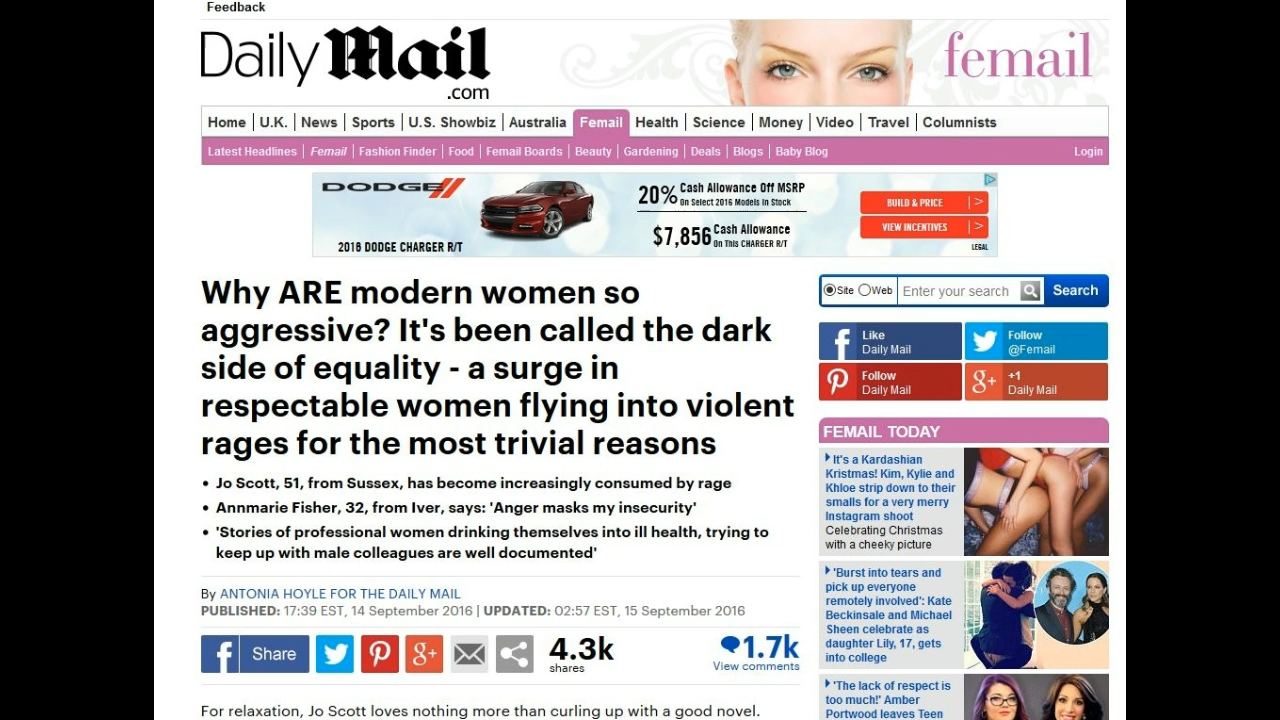 Feedback
Daily Mail
.com
femail
Home U.K. News Sports U.S. Showbiz Australia Femail Health Science Money Video Travel Columnists
Latest Headlines Femail Fashion Finder Food Femail Boards Beauty Gardening Deals Blogs Baby Blog Login
DODGE
2016 DODGE CHARGER R/T
20% Cash Allowance Off MSRP
On Select 2016 Models In Stock
$7,856 Cash Allowance
On This CHARGER R/T
BUILD & PRICE >
VIEW INCENTIVES >
LEGAL
Why ARE modern women so
aggressive? It's been called the dark
side of equality - a surge in
respectable women flying into violent
rages for the most trivial reasons
• Jo Scott, 51, from Sussex, has become increasingly consumed by rage
• Annmarie Fisher, 32, from Iver, says: 'Anger masks my insecurity'
• 'Stories of professional women drinking themselves into ill health, trying to
keep up with male colleagues are well documented'
By ANTONIA HOYLE FOR THE DAILY MAIL
PUBLISHED: 17:39 EST, 14 September 2016 | UPDATED: 02:57 EST, 15 September 2016
Share
4.3k
shares
1.7k
View comments
For relaxation, Jo Scott loves nothing more than curling up with a good novel.
Site Web Enter your search Search
Like
Daily Mail
Follow
@Femail
Follow
Daily Mail
+1
Daily Mail
FEMAIL TODAY
It's a Kardashian
Kristmas! Kim, Kylie and
Khloe strip down to their
smalls for a very merry
Instagram shoot
Celebrating Christmas
with a cheeky picture
'Burst into tears and
pick up everyone
remotely involved': Kate
Beckinsale and Michael
Sheen celebrate as
daughter Lily, 17, gets
into college
'The lack of respect is
too much!' Amber
Portwood leaves Teen